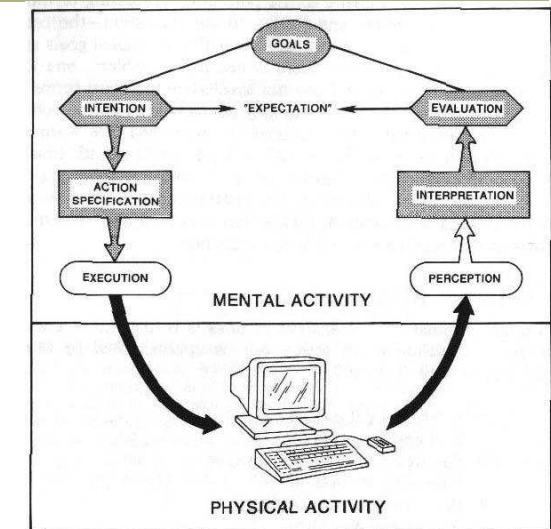 GOALS
INTENTION
"EXPECTATION"
EVALUATION
ACTION
SPECIFICATION
INTERPRETATION
EXECUTION
PERCEPTION
MENTAL ACTIVITY
PHYSICAL ACTIVITY